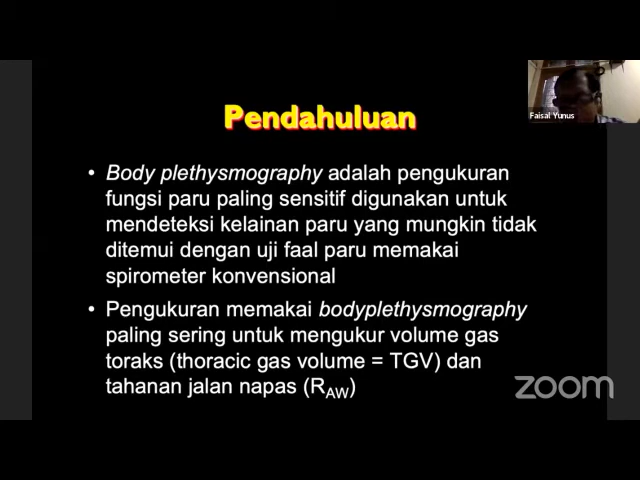 Pendahuluan
Faisal Yunus
• Body plethysmography adalah pengukuran
fungsi paru paling sensitif digunakan untuk
mendeteksi kelainan paru yang mungkin tidak
ditemui dengan uji faal paru memakai
spirometer konvensional
• Pengukuran memakai bodyplethysmography
paling sering untuk mengukur volume gas
toraks (thoracic gas volume = TGV) dan
tahanan jalan napas (RAW)
zoom